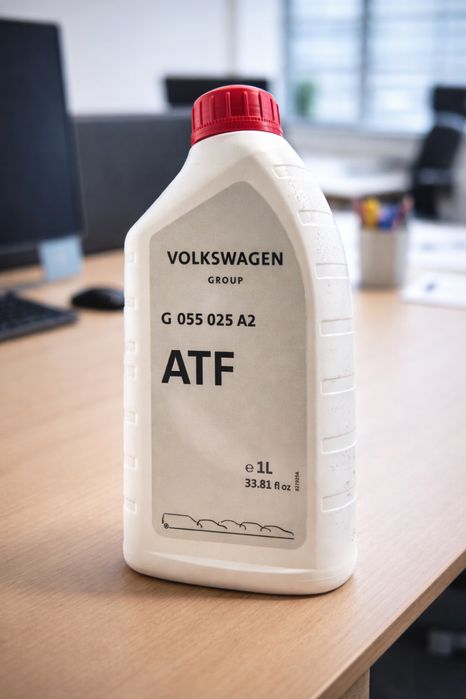 VOLKSWAGEN
GROUP
G 055 025 A2
ATF
℮ 1L
33.81 fl oz